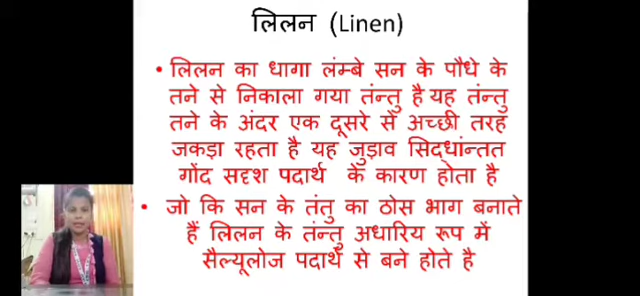 लिलन (Linen)
• लिलन का धागा लंम्बे सन के पौधे के
तने से निकाला गया तंन्तु है यह तंन्तु
तने के अंदर एक दूसरे से अच्छी तरह
जकड़ा रहता है यह जुड़ाव सिद्धांन्तत
गोंद सदृश पदार्थ के कारण होता है
• जो कि सन के तंतु का ठोस भाग बनाते
हैं लिलन के तंन्तु अधारिय रूप में
सैल्यूलोज पदार्थ से बने होते है